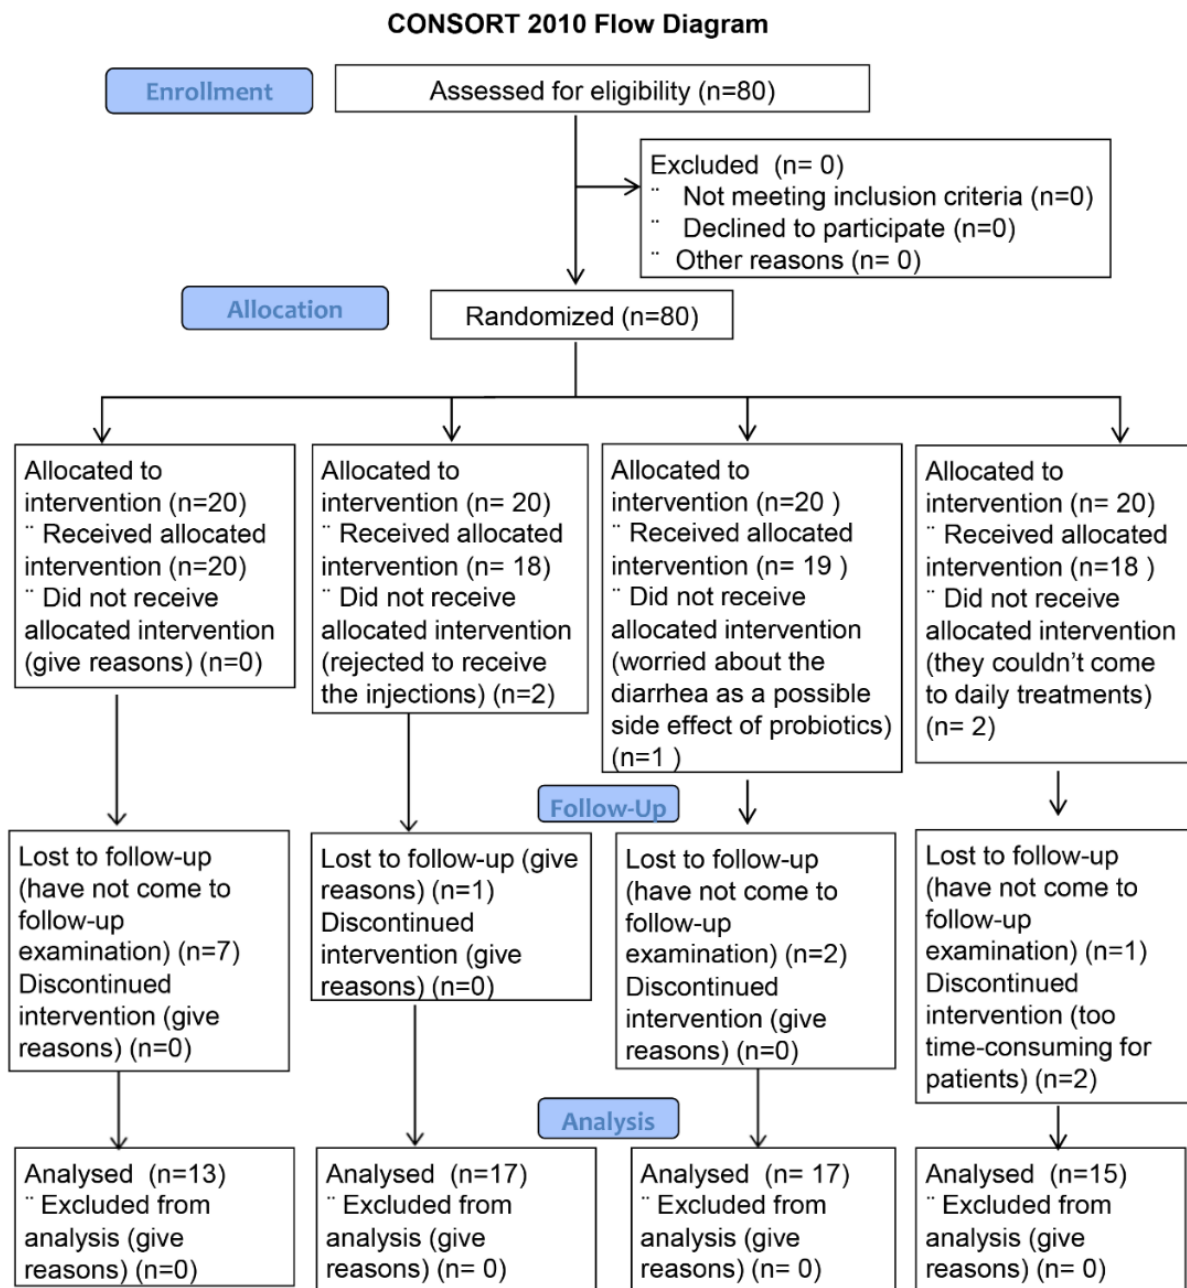 CONSORT 2010 Flow Diagram
Enrollment
Assessed for eligibility (n=80)
Excluded  (n= 0)
¨  Not meeting inclusion criteria (n=0)
¨  Declined to participate (n=0)
¨  Other reasons (n= 0)
Allocation
Randomized (n=80)
Allocated to
intervention (n=20)
¨ Received allocated
intervention (n=20)
¨ Did not receive
allocated intervention
(give reasons) (n=0)
Allocated to
intervention (n= 20)
¨ Received allocated
intervention (n= 18)
¨ Did not receive
allocated intervention
(rejected to receive
the injections) (n=2)
Allocated to
intervention (n=20 )
¨ Received allocated
intervention (n= 19 )
¨ Did not receive
allocated intervention
(worried about the
diarrhea as a possible
side effect of probiotics)
(n=1 )
Allocated to
intervention (n= 20)
¨ Received allocated
intervention (n=18 )
¨ Did not receive
allocated intervention
(they couldn’t come
to daily treatments)
(n= 2)
Follow-Up
Lost to follow-up
(have not come to
follow-up
examination) (n=7)
Discontinued
intervention (give
reasons) (n=0)
Lost to follow-up (give
reasons) (n=1)
Discontinued
intervention (give
reasons) (n=0)
Lost to follow-up
(have not come to
follow-up
examination) (n=2)
Discontinued
intervention (give
reasons) (n=0)
Lost to follow-up
(have not come to
follow-up
examination) (n=1)
Discontinued
intervention (too
time-consuming for
patients) (n=2)
Analysis
Analysed  (n=13)
¨ Excluded from
analysis (give
reasons) (n=0)
Analysed  (n=17)
¨ Excluded from
analysis (give
reasons) (n= 0)
Analysed  (n= 17)
¨ Excluded from
analysis (give
reasons) (n= 0)
Analysed  (n=15)
¨ Excluded from
analysis (give
reasons) (n= 0)